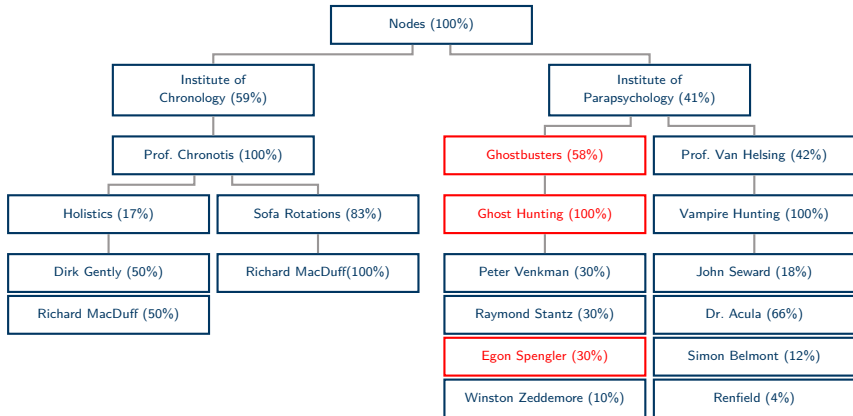 Nodes (100%)
Institute of
Chronology (59%)
Institute of
Parapsychology (41%)
Prof. Chronotis (100%)
Ghostbusters (58%)
Prof. Van Helsing (42%)
Holistics (17%)
Sofa Rotations (83%)
Ghost Hunting (100%)
Vampire Hunting (100%)
Dirk Gently (50%)
Richard MacDuff(100%)
Peter Venkman (30%)
John Seward (18%)
Richard MacDuff (50%)
Raymond Stantz (30%)
Dr. Acula (66%)
Egon Spengler (30%)
Simon Belmont (12%)
Winston Zeddemore (10%)
Renfield (4%)